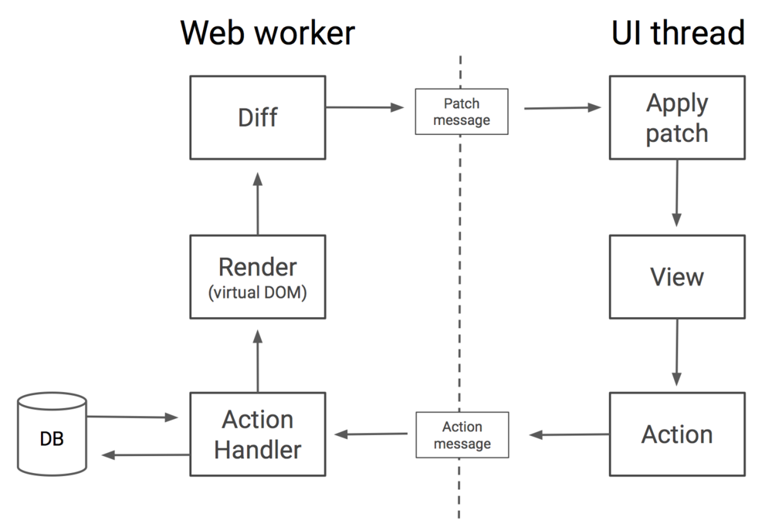 Web worker
UI thread
Diff
Patch
message
Apply
patch
Render
(virtual DOM)
View
DB
Action
Handler
Action
message
Action